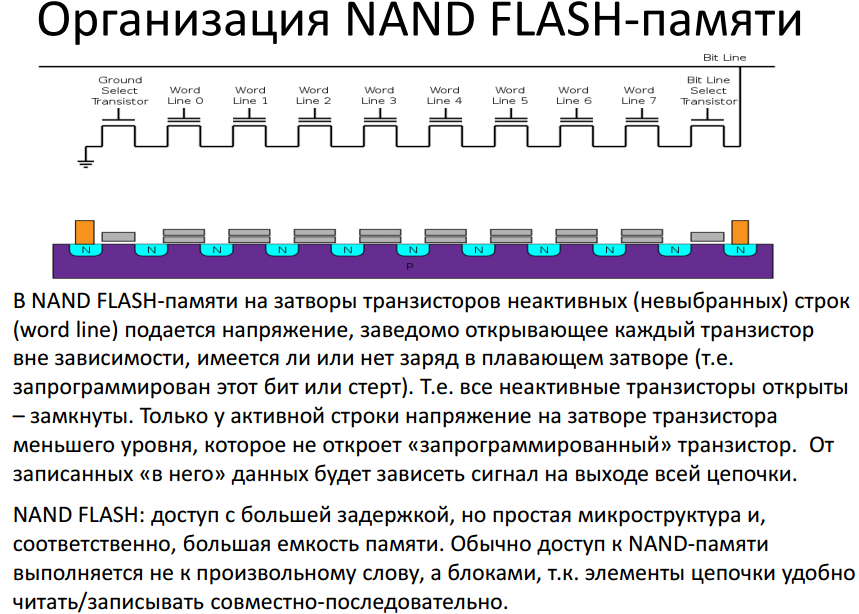 Организация NAND FLASH-памяти
Bit Line
Ground Select Transistor
Word Line 0
Word Line 1
Word Line 2
Word Line 3
Word Line 4
Word Line 5
Word Line 6
Word Line 7
Bit Line Select Transistor
N N N N N N N N N N N
P
В NAND FLASH-памяти на затворы транзисторов неактивных (невыбранных) строк
(word line) подается напряжение, заведомо открывающее каждый транзистор
вне зависимости, имеется ли или нет заряд в плавающем затворе (т.е.
запрограммирован этот бит или стерт). Т.е. все неактивные транзисторы открыты
– замкнуты. Только у активной строки напряжение на затворе транзистора
меньшего уровня, которое не откроет «запрограммированный» транзистор. От
записанных «в него» данных будет зависеть сигнал на выходе всей цепочки.
NAND FLASH: доступ с большей задержкой, но простая микроструктура и,
соответственно, большая емкость памяти. Обычно доступ к NAND-памяти
выполняется не к произвольному слову, а блоками, т.к. элементы цепочки удобно
читать/записывать совместно-последовательно.